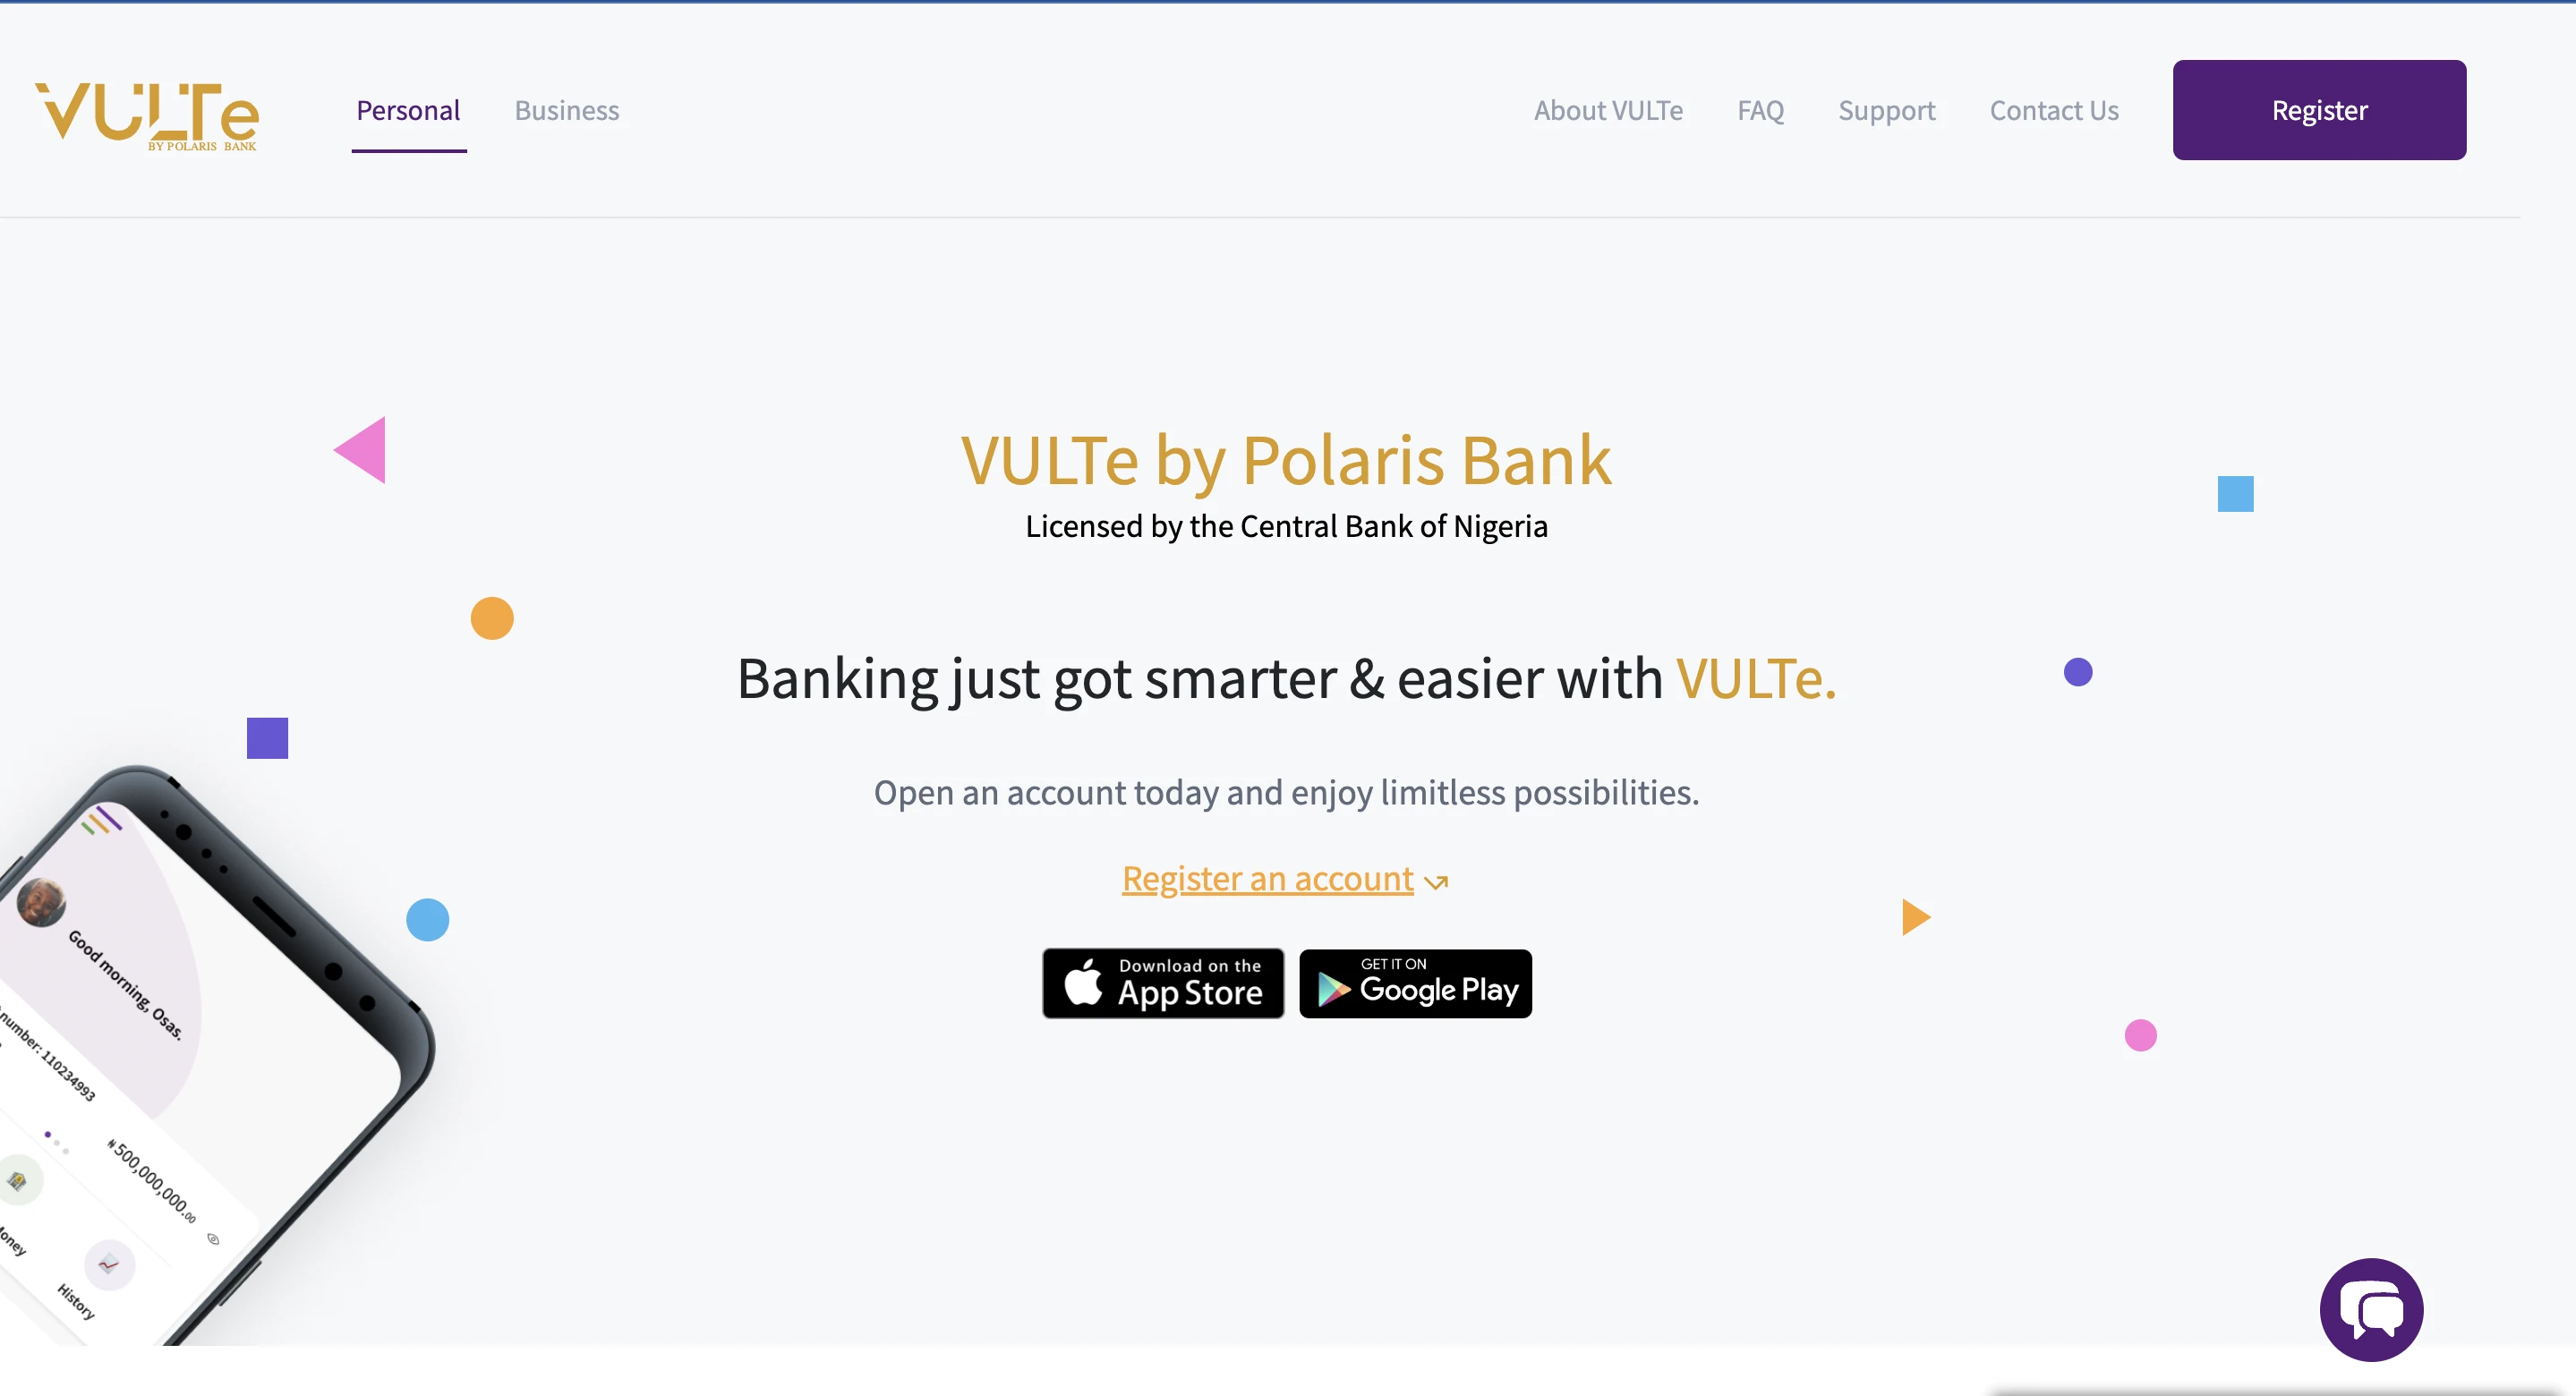 VULTe
BY POLARIS BANK
Personal
Business
About VULTe
FAQ
Support
Contact Us
Register
VULTe by Polaris Bank
Licensed by the Central Bank of Nigeria
Banking just got smarter & easier with VULTe.
Open an account today and enjoy limitless possibilities.
Register an account
Download on the
App Store
GET IT ON
Google Play
Good morning, Osas.
number: 110234993
₦500,000,000.00
History